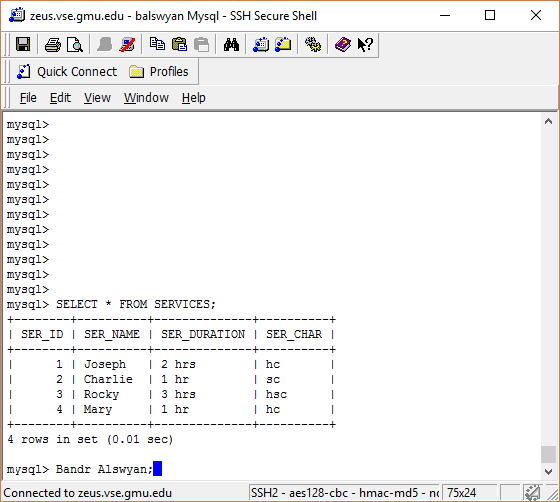 zeus.vse.gmu.edu - balswyan Mysql - SSH Secure Shell
Quick Connect Profiles
File Edit View Window Help
mysql>
mysql>
mysql>
mysql>
mysql>
mysql>
mysql>
mysql>
mysql>
mysql>
mysql>
mysql>
mysql> SELECT * FROM SERVICES;
+--------+----------+--------------+----------+
| SER_ID | SER_NAME | SER_DURATION | SER_CHAR |
+--------+----------+--------------+----------+
|      1 | Joseph   | 2 hrs        | hc       |
|      2 | Charlie  | 1 hr         | sc       |
|      3 | Rocky    | 3 hrs        | hsc      |
|      4 | Mary     | 1 hr         | hc       |
+--------+----------+--------------+----------+
4 rows in set (0.01 sec)
mysql> Bandr Alswyan;
Connected to zeus.vse.gmu.edu SSH2 - aes128-cbc - hmac-md5 - 75x24